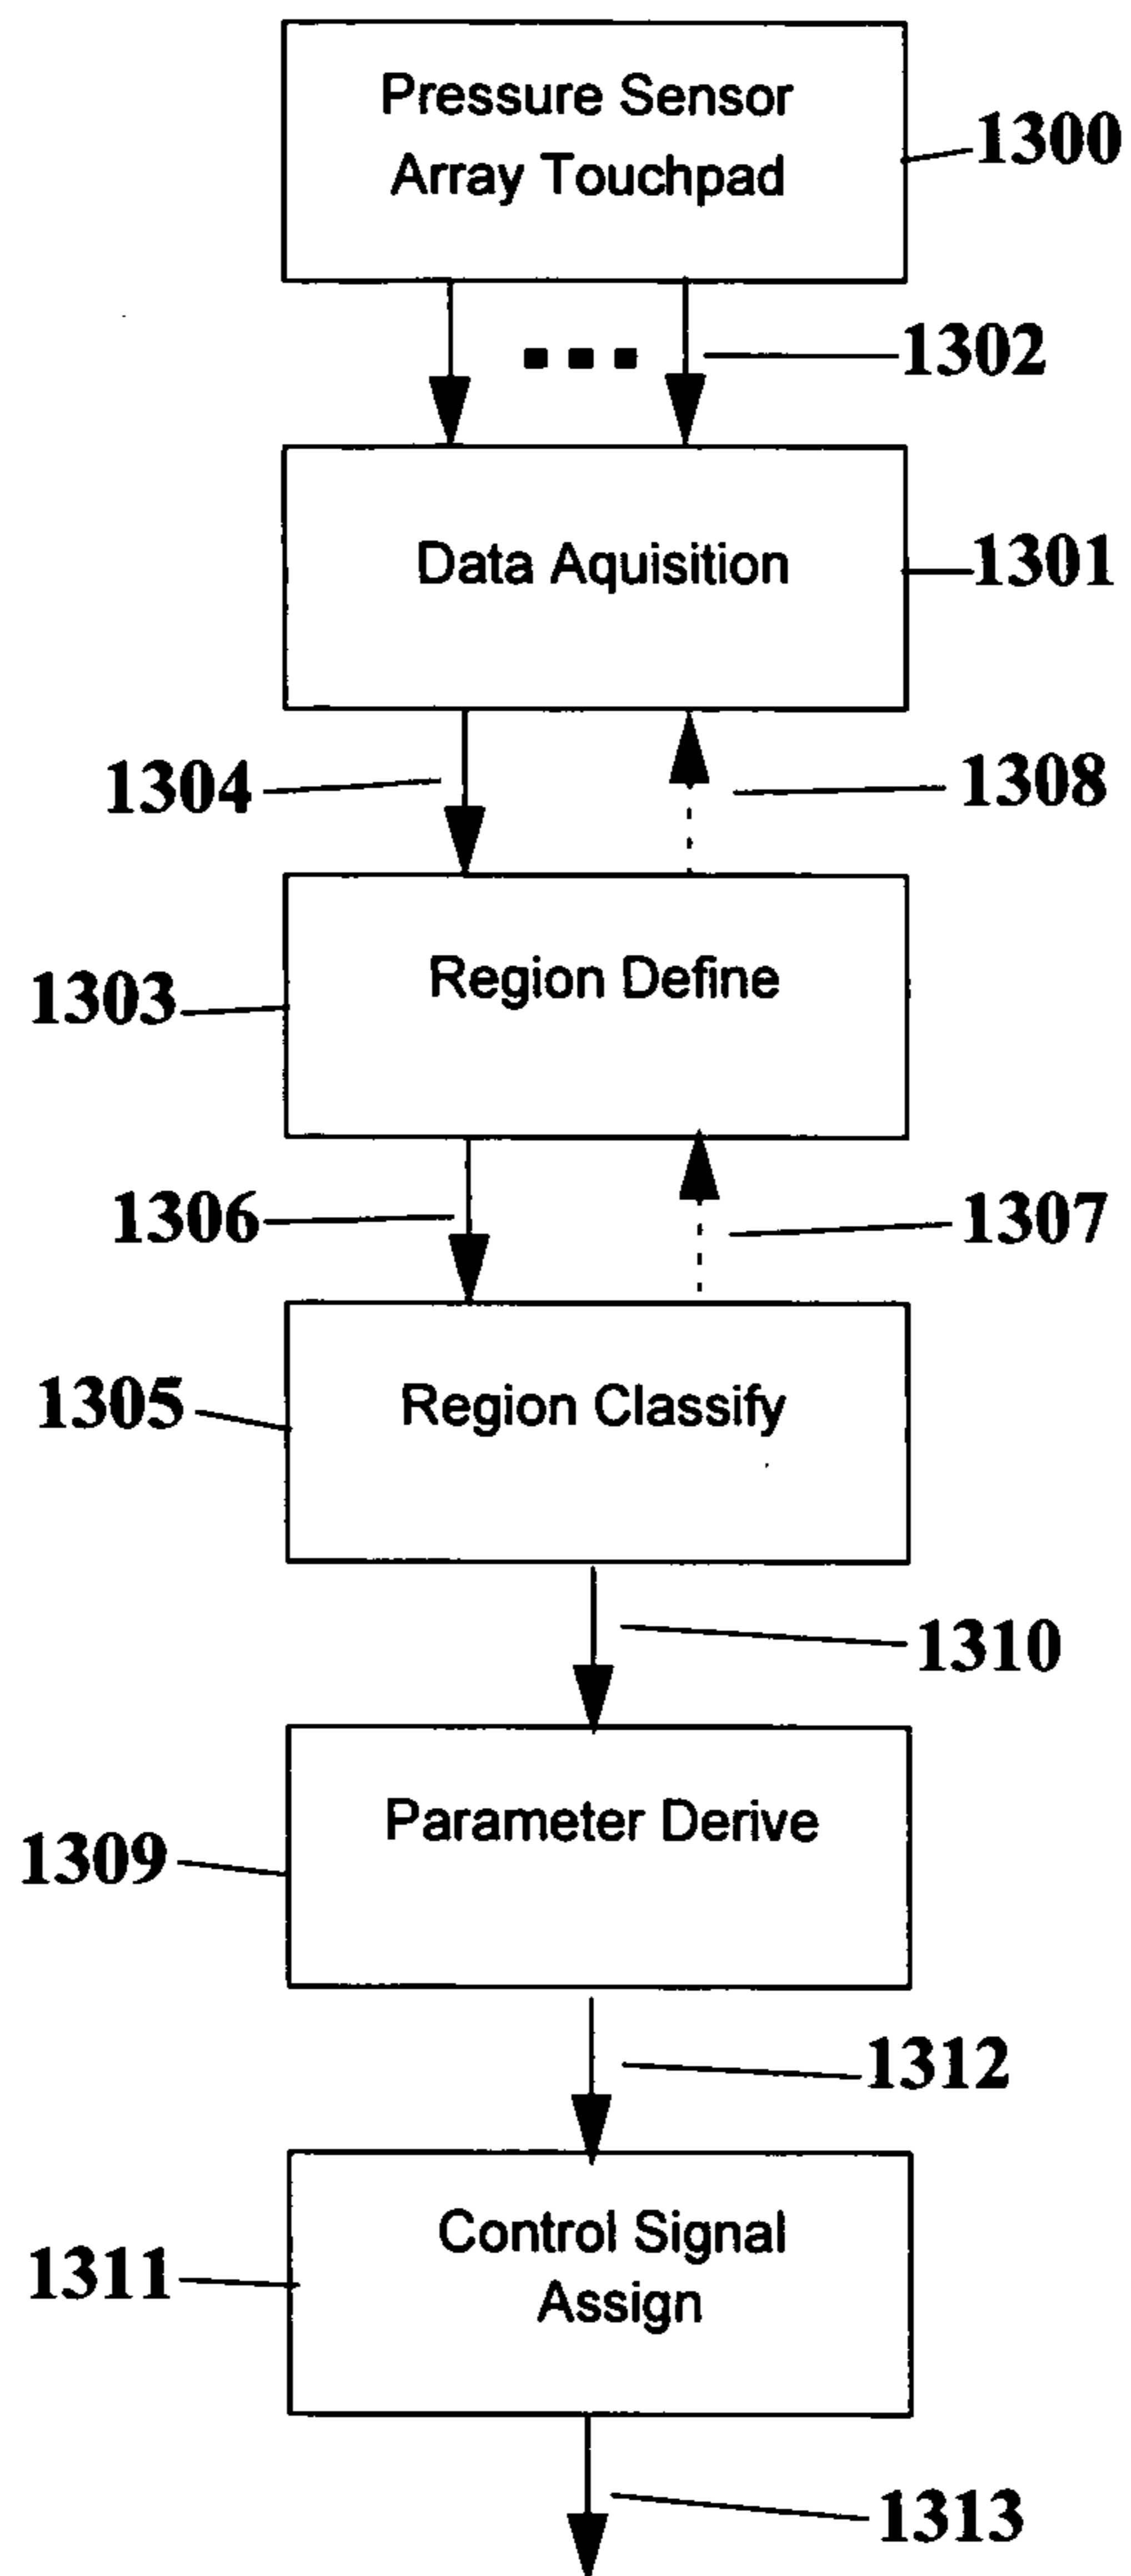 Pressure Sensor
Array Touchpad
1300
1302
Data Aquisition
1301
1304
1308
Region Define
1303
1306
1307
Region Classify
1305
1310
Parameter Derive
1309
1312
Control Signal
Assign
1311
1313